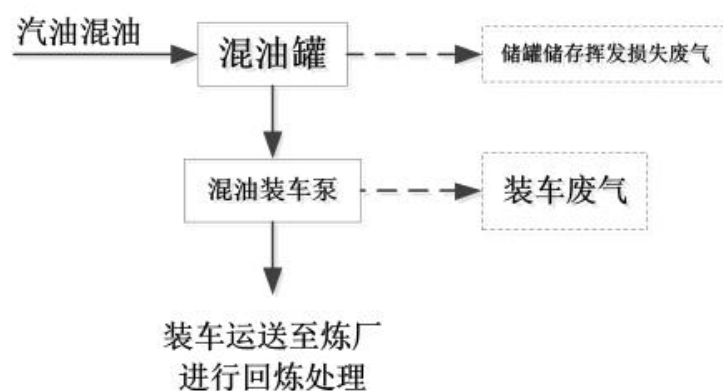 汽油混油
混油罐
储罐储存挥发损失废气
混油装车泵
装车废气
装车运送至炼厂
进行回炼处理